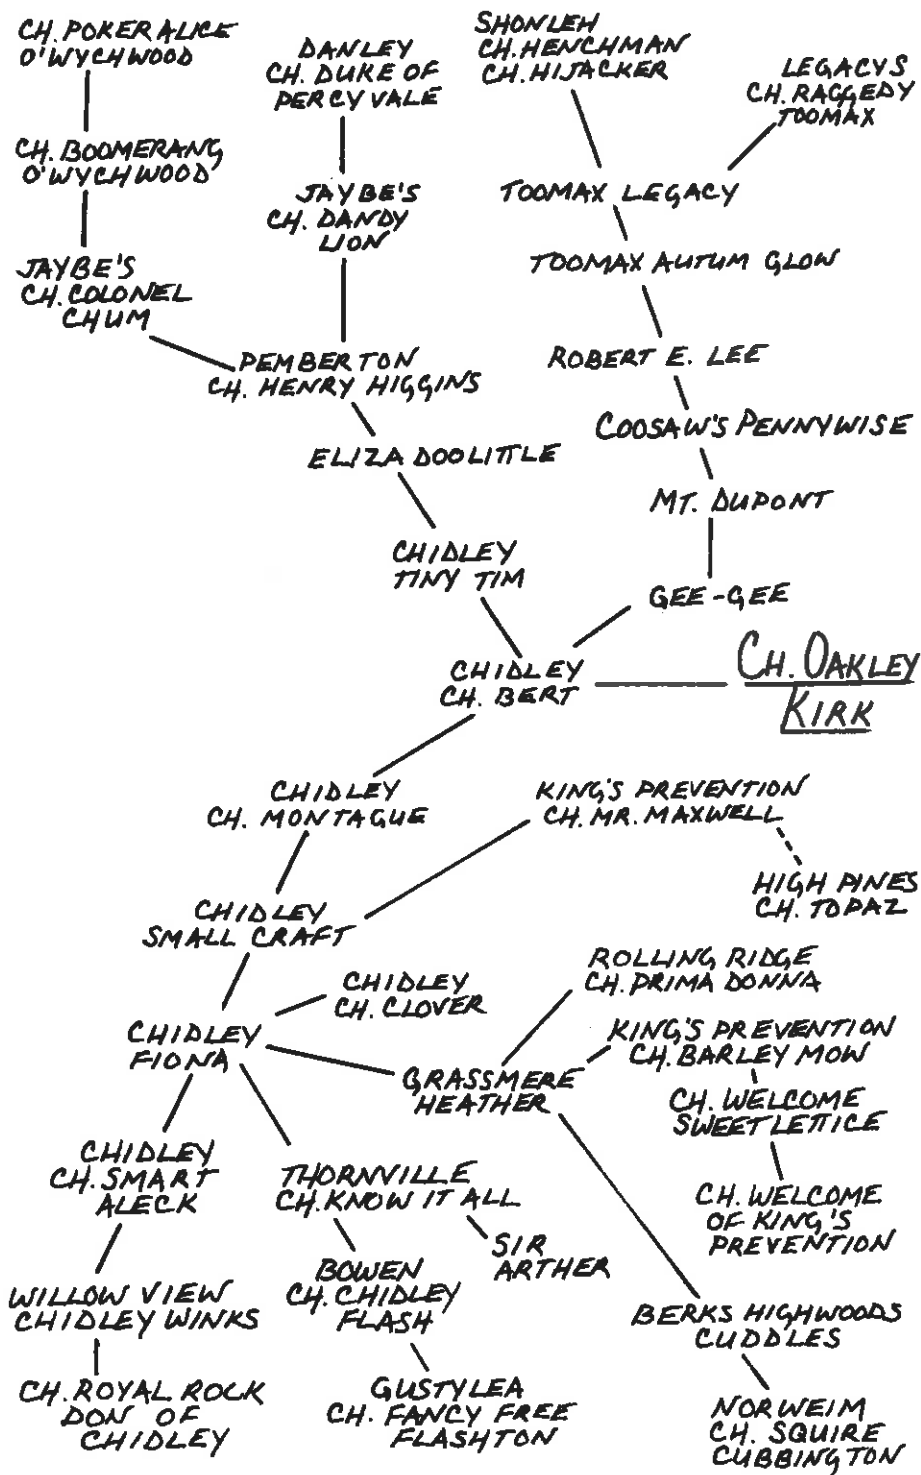 CH. POKER ALICE
O'WYCHWOOD
DANLEY
CH. DUKE OF
PERCYVALE
SHONLEH
CH. HENCHMAN
CH. HIJACKER
LEGACYS
CH. RAGGEDY
TOOMAX
CH. BOOMERANG
O'WYCHWOOD
JAYBE'S
CH. DANDY
LION
TOOMAX LEGACY
TOOMAX AUTUM GLOW
JAYBE'S
CH. COLONEL
CHUM
PEMBERTON
CH. HENRY HIGGINS
ROBERT E. LEE
COOSAW'S PENNYWISE
ELIZA DOOLITTLE
MT. DUPONT
CHIDLEY
TINY TIM
GEE-GEE
CHIDLEY
CH. BERT
CH. OAKLEY
KIRK
CHIDLEY
CH. MONTAGUE
KING'S PREVENTION
CH. MR. MAXWELL
HIGH PINES
CH. TOPAZ
CHIDLEY
SMALL CRAFT
CHIDLEY
CH. CLOVER
ROLLING RIDGE
CH. PRIMA DONNA
CHIDLEY
FIONA
KING'S PREVENTION
CH. BARLEY MOW
GRASSMERE
HEATHER
CH. WELCOME
SWEET LETTICE
CHIDLEY
CH. SMART
ALECK
THORNVILLE
CH. KNOW IT ALL
CH. WELCOME
OF KING'S
PREVENTION
SIR
ARTHER
BOWEN
CH. CHIDLEY
FLASH
WILLOW VIEW
CHIDLEY WINKS
BERKS HIGHWOODS
CUDDLES
CH. ROYAL ROCK
DON OF
CHIDLEY
GUSTYLEA
CH. FANCY FREE
FLASHTON
NORWEIM
CH. SQUIRE
CUBBINGTON